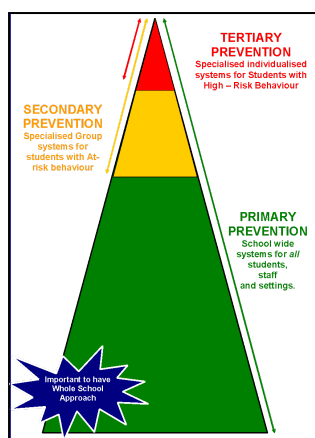 TERTIARY
PREVENTION
Specialised individualised
systems for Students with
High – Risk Behaviour
SECONDARY
PREVENTION
Specialised Group
systems for
students with At-
risk behaviour
PRIMARY
PREVENTION
School wide
systems for all
students,
staff
and settings.
Important to have
Whole School
Approach